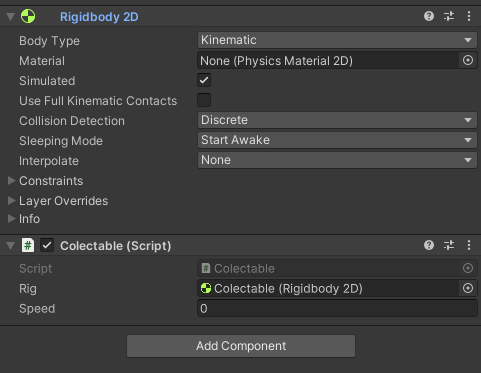 Rigidbody 2D
Body Type Kinematic
Material None (Physics Material 2D)
Simulated
Use Full Kinematic Contacts
Collision Detection Discrete
Sleeping Mode Start Awake
Interpolate None
Constraints
Layer Overrides
Info
# Colectable (Script)
Script # Colectable
Rig Colectable (Rigidbody 2D)
Speed 0
Add Component